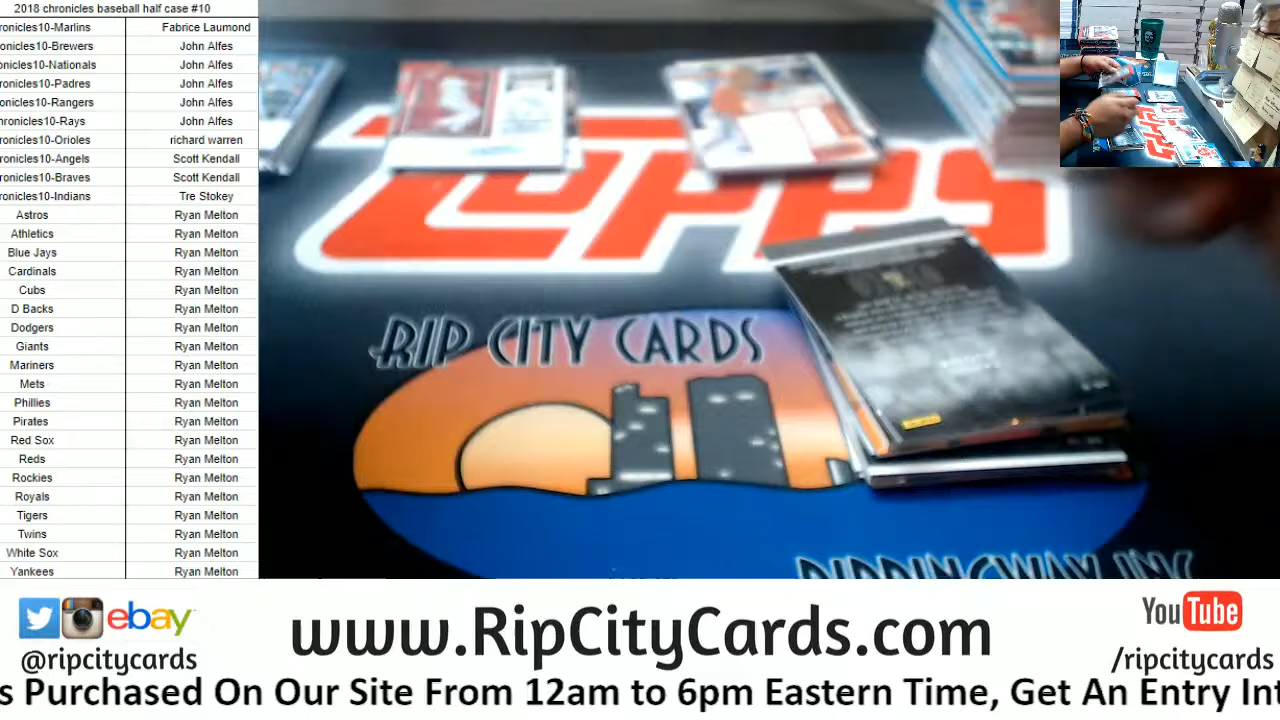 2018 chronicles baseball half case #10
ronicles10-Marlins Fabrice Laumond
onicles10-Brewers John Alfes
onicles10-Nationals John Alfes
ronicles10-Padres John Alfes
onicles10-Rangers John Alfes
hronicles10-Rays John Alfes
onicles10-Orioles richard warren
ronicles10-Angels Scott Kendall
ronicles10-Braves Scott Kendall
ronicles10-Indians Tre Stokey
Astros Ryan Melton
Athletics Ryan Melton
Blue Jays Ryan Melton
Cardinals Ryan Melton
Cubs Ryan Melton
D Backs Ryan Melton
Dodgers Ryan Melton
Giants Ryan Melton
Mariners Ryan Melton
Mets Ryan Melton
Phillies Ryan Melton
Pirates Ryan Melton
Red Sox Ryan Melton
Reds Ryan Melton
Rockies Ryan Melton
Royals Ryan Melton
Tigers Ryan Melton
Twins Ryan Melton
White Sox Ryan Melton
Yankees Ryan Melton
Topps
RIP CITY CARDS
RIPPINGWAX INC
ebay
@ripcitycards
www.RipCityCards.com
YouTube
/ripcitycards
s Purchased On Our Site From 12am to 6pm Eastern Time, Get An Entry Int